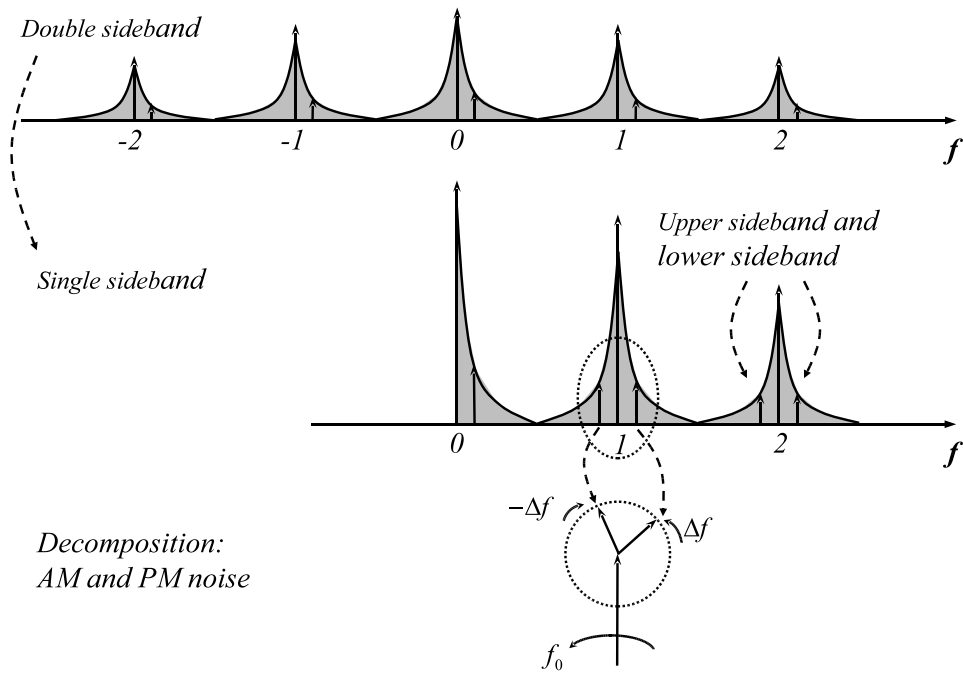 Double sideband
-2 -1 0 1 2
f
Upper sideband and
lower sideband
Single sideband
0 1 2
f
−Δf Δf
Decomposition:
AM and PM noise
f₀